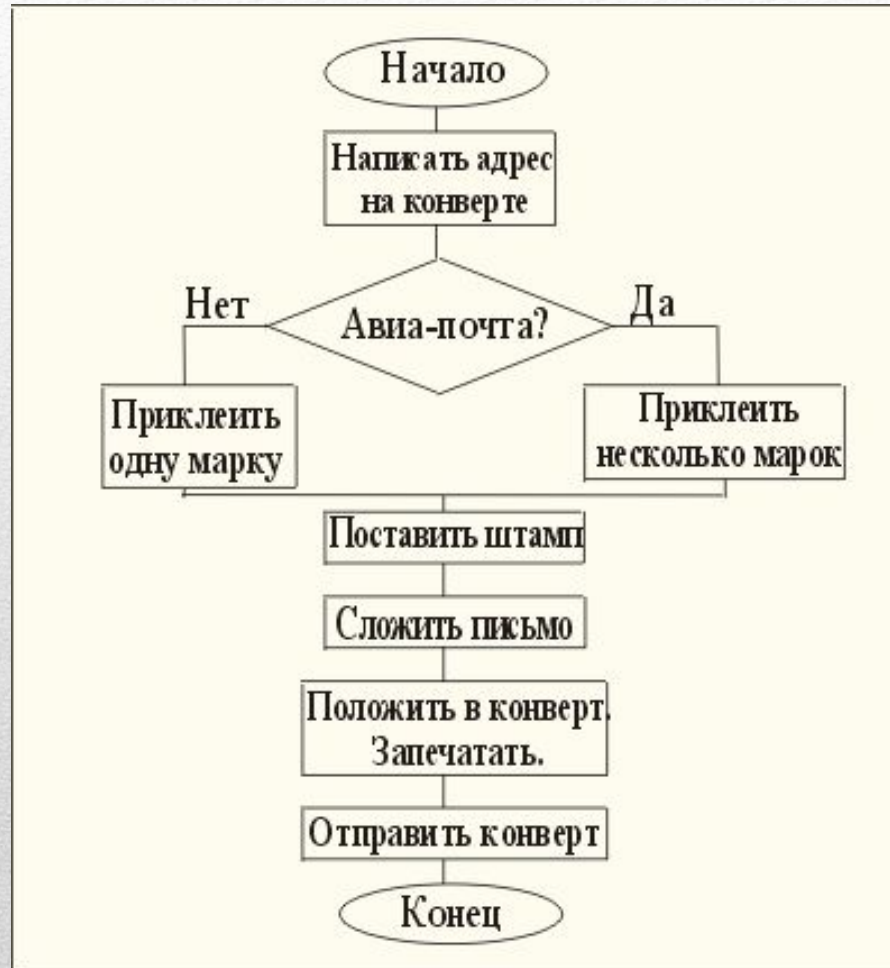 Начало
Написать адрес
на конверте
Нет
Авиа-почта?
Да
Приклеить
одну марку
Приклеить
несколько марок
Поставить штамп
Сложить письмо
Положить в конверт.
Запечатать.
Отправить конверт
Конец